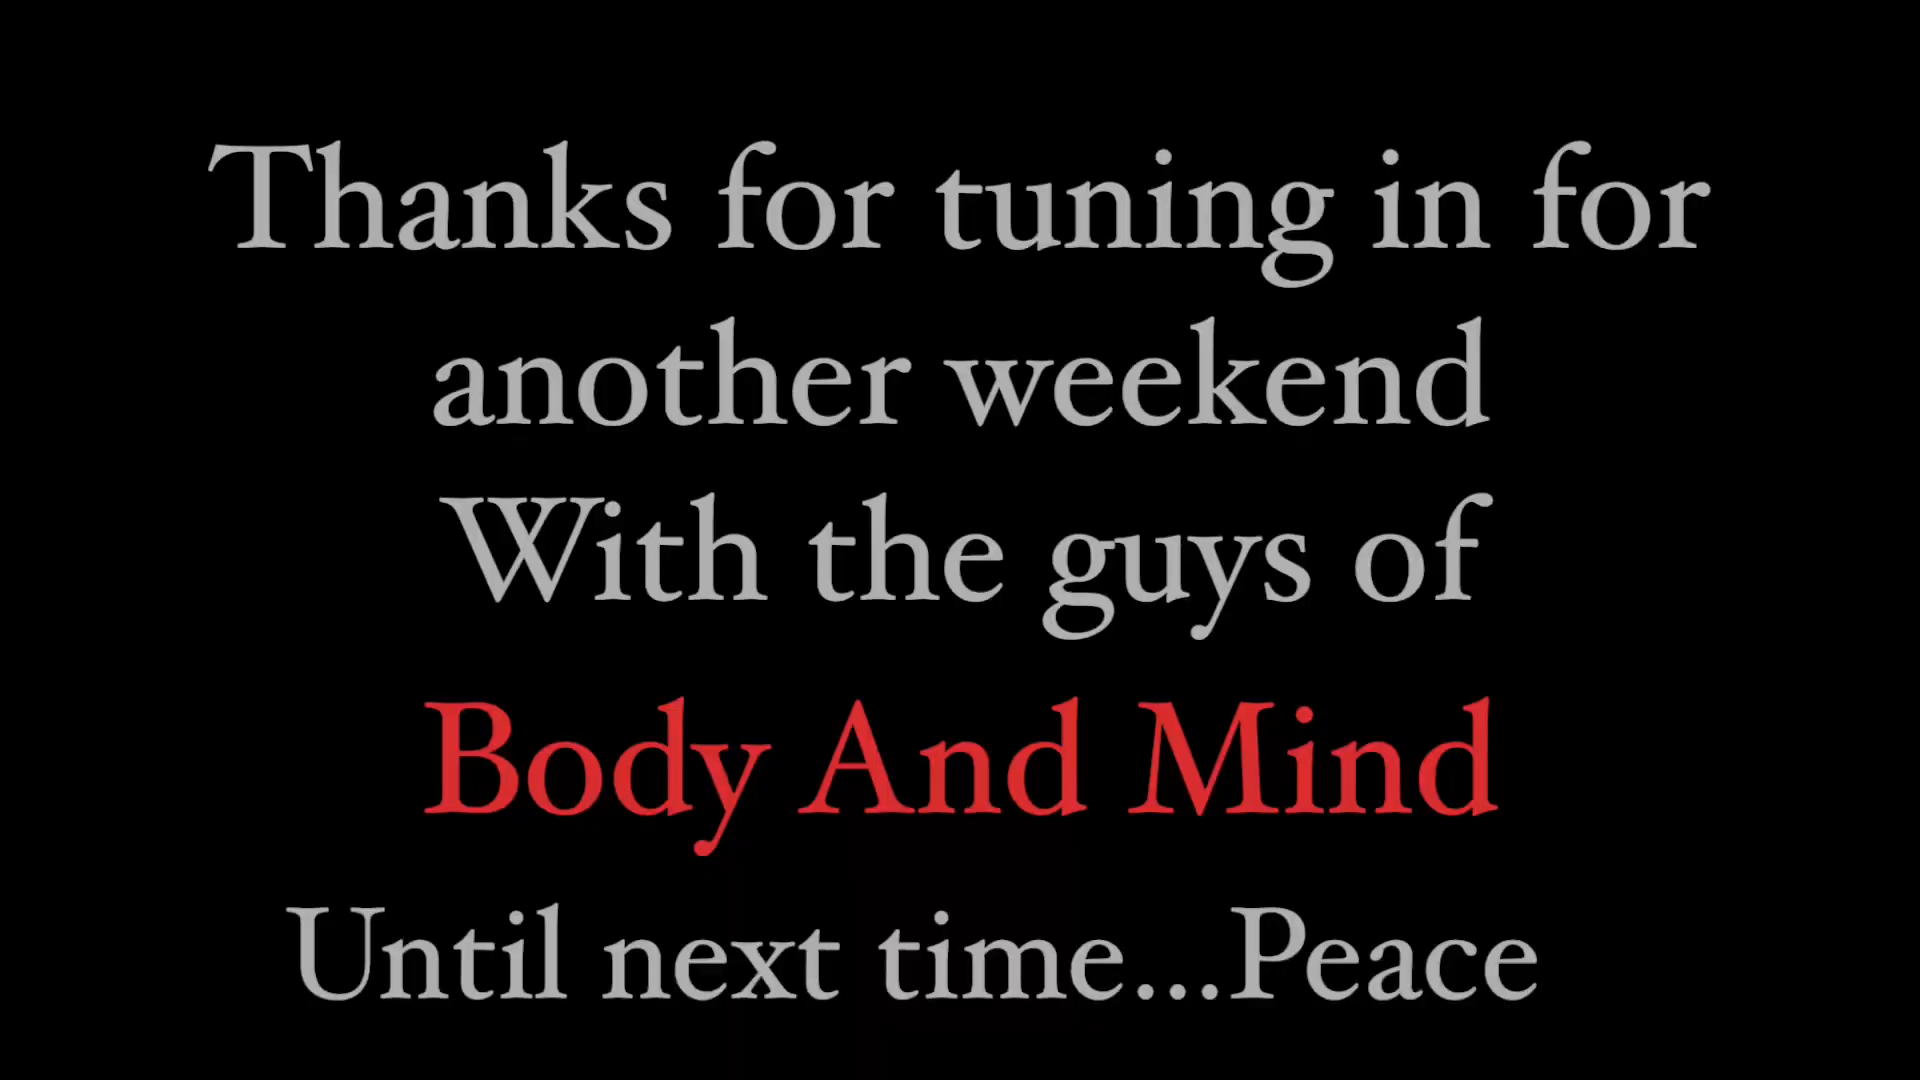 Thanks for tuning in for
another weekend
With the guys of
Body And Mind
Until next time...Peace